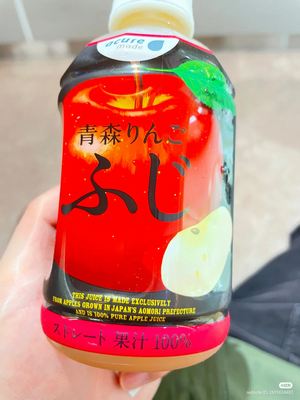 acure
made
青森りんご
ふじ
THIS JUICE IS MADE EXCLUSIVELY
FROM APPLES GROWN IN JAPAN'S AOMORI PREFECTURE
AND IS 100% PURE APPLE JUICE
ストレート 果汁100%